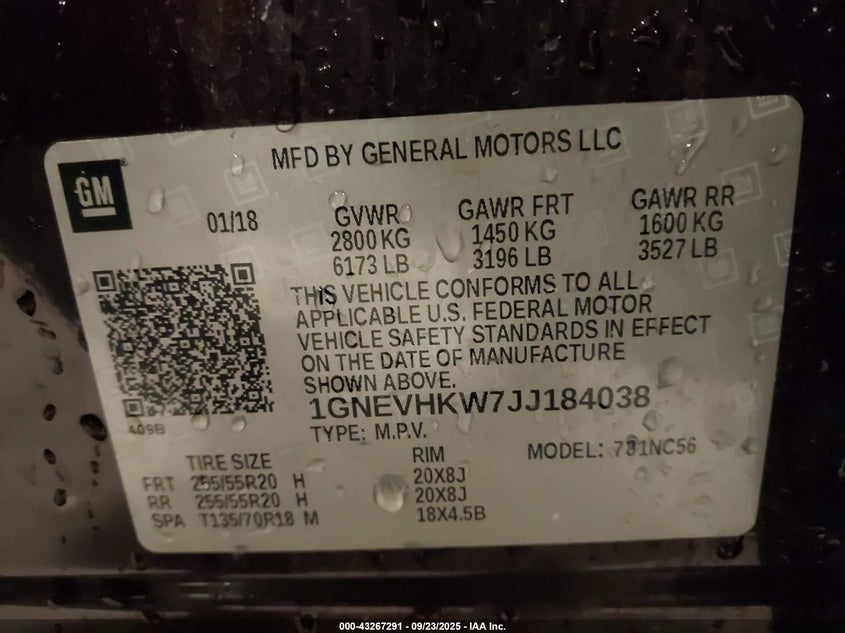 MFD BY GENERAL MOTORS LLC
GM
01/18
GVWR
2800 KG
6173 LB
GAWR FRT
1450 KG
3196 LB
GAWR RR
1600 KG
3527 LB
THIS VEHICLE CONFORMS TO ALL
APPLICABLE U.S. FEDERAL MOTOR
VEHICLE SAFETY STANDARDS IN EFFECT
ON THE DATE OF MANUFACTURE
SHOWN ABOVE.
1GNEVHKW7JJ184038
A09B
TYPE: M.P.V.
MODEL: 731NC56
TIRE SIZE RIM
FRT 255/55R20 H 20X8J
RR 255/55R20 H 20X8J
SPA T135/70R18 M 18X4.5B
000-43267291 - 09/23/2025 - IAA Inc.